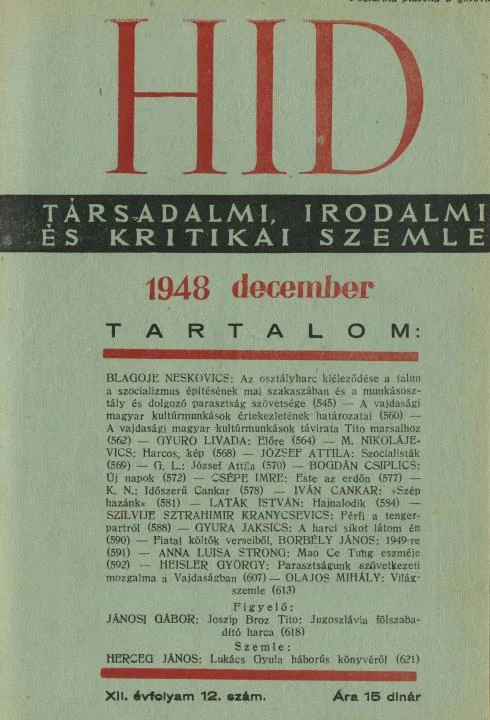 HID
TÁRSADALMI, IRODALMI
ÉS KRITIKAI SZEMLE
1948 december
TARTALOM:
BLAGOJE NESKOVICS: Az osztályharc kiéleződése a falun
a szocializmus építésének mai szakaszában és a munkásosz-
tály és dolgozó parasztság szövetsége (545) — A vajdasági
magyar kultúrmunkások értekezletének határozatai (560) —
A vajdasági magyar kultúrmunkások távirata Tito marsalhoz
(562) — GYURO LIVADA: Előre (564) — M. NIKOLÁJE-
VICS: Harcos, kép (568) — JÓZSEF ATTILA: Szocialisták
(569) — G. L.: József Attila (570) — BOGDÁN CSIPLICS:
Új napok (572) — CSÉPE IMRE: Este az erdőn (577) —
K. N.: Időszerű Cankar (578) — IVÁN CANKAR: »Szép
hazánk« (581) — LATÁK ISTVÁN: Hajnalodik (584) —
SZILVIJE SZTRAHIMIR KRANYCSEVICS: Férfi a tenger-
partról (588) — GYURA JAKSICS: A harci síkot látom én
(590) — Fiatal költők verseiből, BORBÉLY JÁNOS: 1949-re
(591) — ANNA LUISA STRONG: Mao Ce Tung eszméje
(592) — HEISLER GYÖRGY: Parasztságunk szövetkezeti
mozgalma a Vajdaságban (607) — OLAJOS MIHÁLY: Világ-
szemle (613)
Figyelő:
JÁNOSI GÁBOR: Joszip Broz Tito: Jugoszlávia fölszaba-
dító harca (618)
Szemle:
HERCEG JÁNOS: Lukács Gyula háborús könyvéről (621)
XII. évfolyam 12. szám. Ára 15 dinár